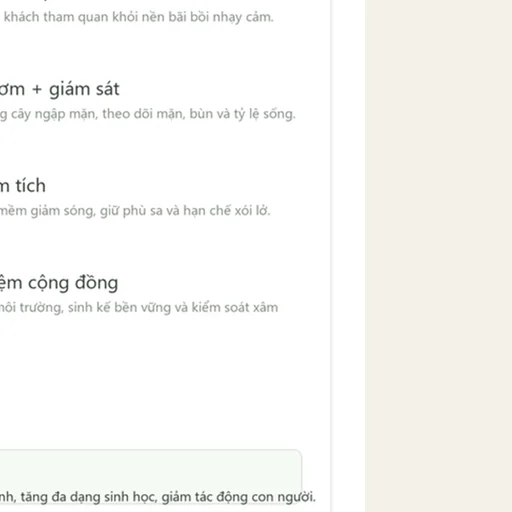 khách tham quan khỏi nền bãi bồi nhạy cảm.
ơm + giám sát
g cây ngập mặn, theo dõi mặn, bùn và tỷ lệ sống.
m tích
mềm giảm sóng, giữ phù sa và hạn chế xói lở.
ệm cộng đồng
môi trường, sinh kế bền vững và kiểm soát xâm
nh, tăng đa dạng sinh học, giảm tác động con người.